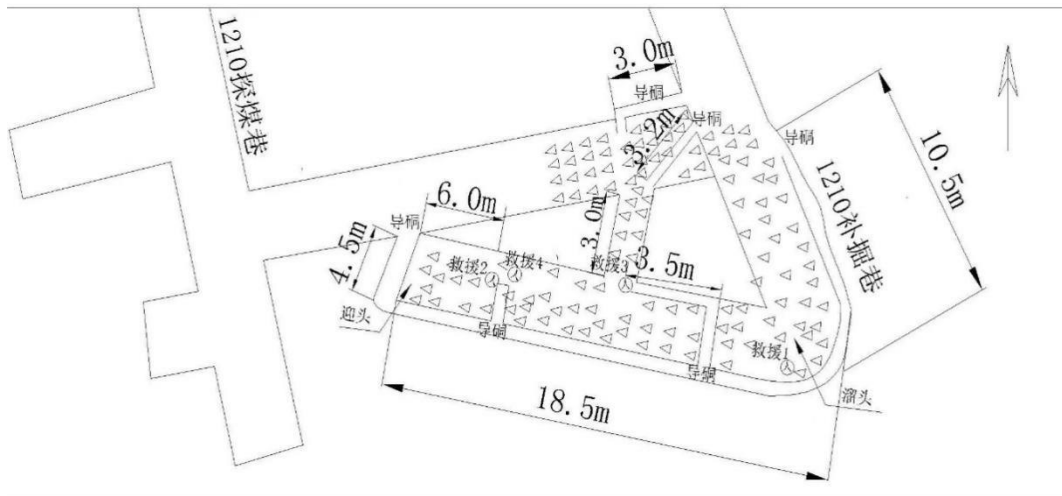 1210探煤巷
3.0m
导硐
3.2m
导硐
导硐
10.5m
1210补掘巷
6.0m
导硐
4.5m
救援2
救援4
3.0m
救援3
3.5m
迎头
导硐
导硐
救援1
溜头
18.5m